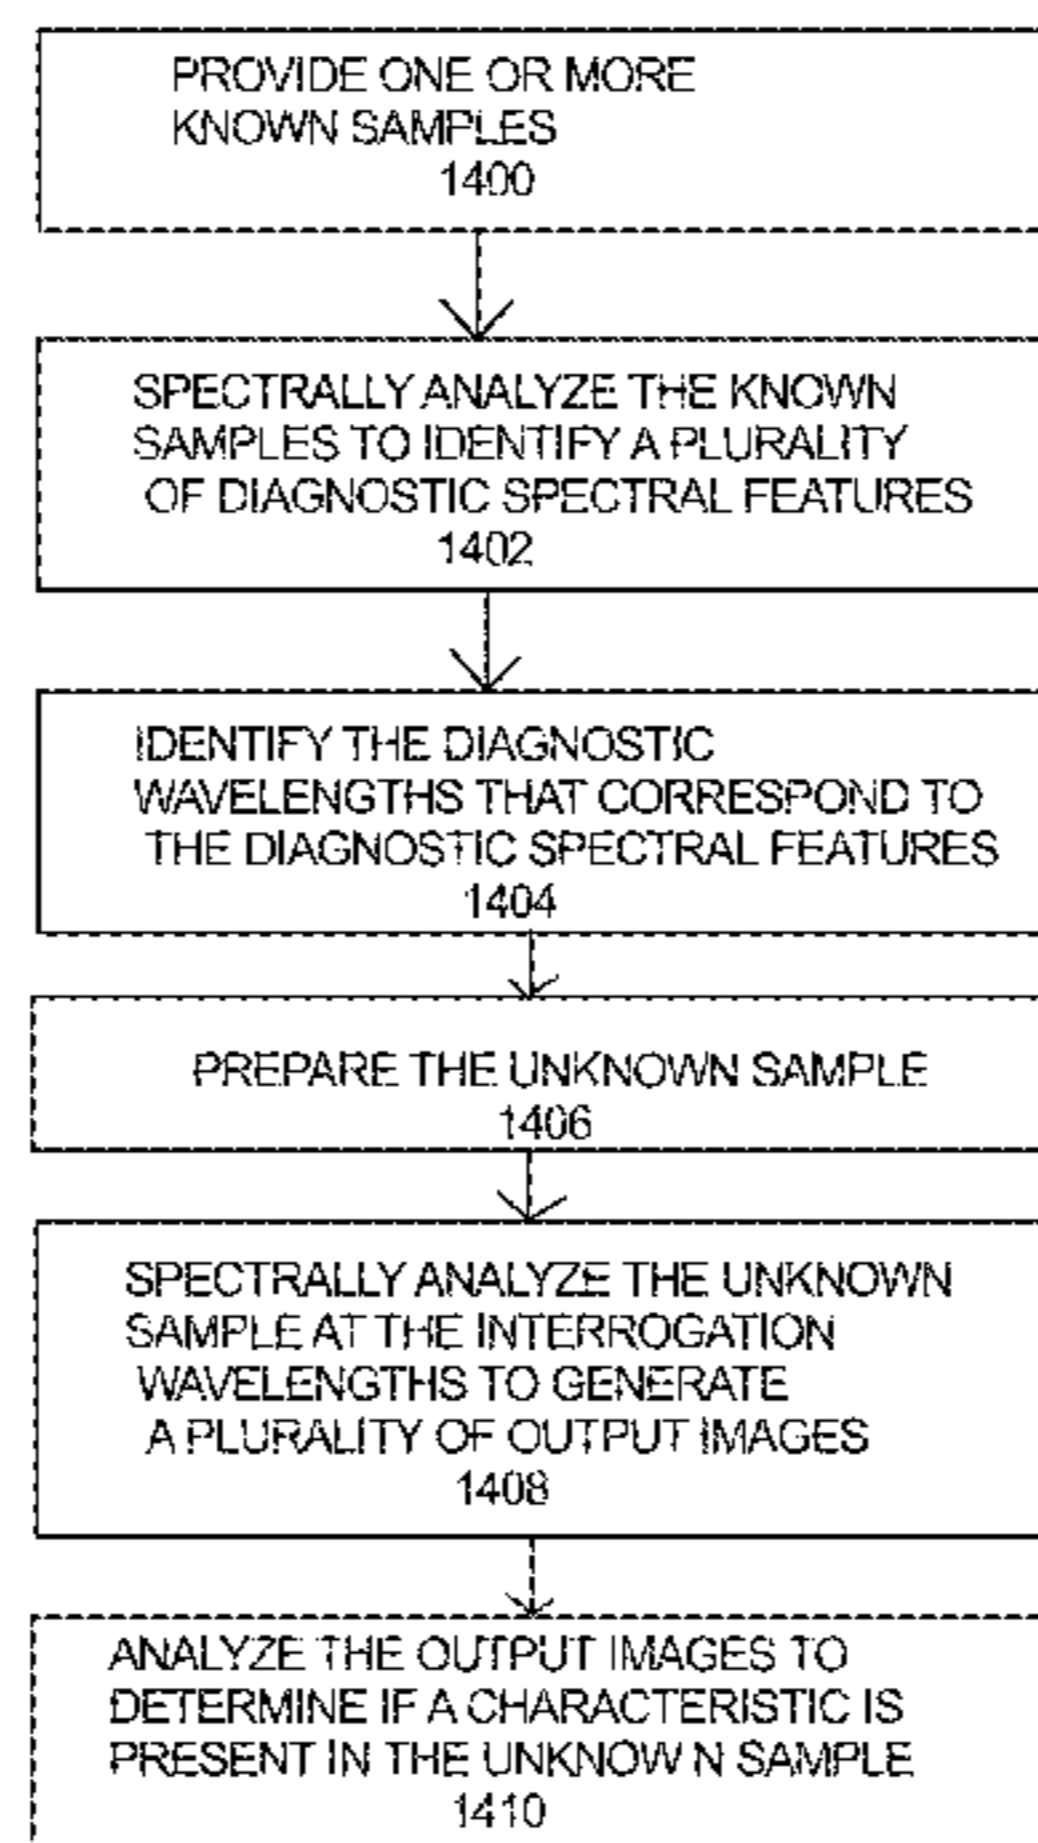 PROVIDE ONE OR MORE
KNOWN SAMPLES
1400
SPECTRALLY ANALYZE THE KNOWN
SAMPLES TO IDENTIFY A PLURALITY
OF DIAGNOSTIC SPECTRAL FEATURES
1402
IDENTIFY THE DIAGNOSTIC
WAVELENGTHS THAT CORRESPOND TO
THE DIAGNOSTIC SPECTRAL FEATURES
1404
PREPARE THE UNKNOWN SAMPLE
1406
SPECTRALLY ANALYZE THE UNKNOWN
SAMPLE AT THE INTERROGATION
WAVELENGTHS TO GENERATE
A PLURALITY OF OUTPUT IMAGES
1408
ANALYZE THE OUTPUT IMAGES TO
DETERMINE IF A CHARACTERISTIC IS
PRESENT IN THE UNKNOWN SAMPLE
1410